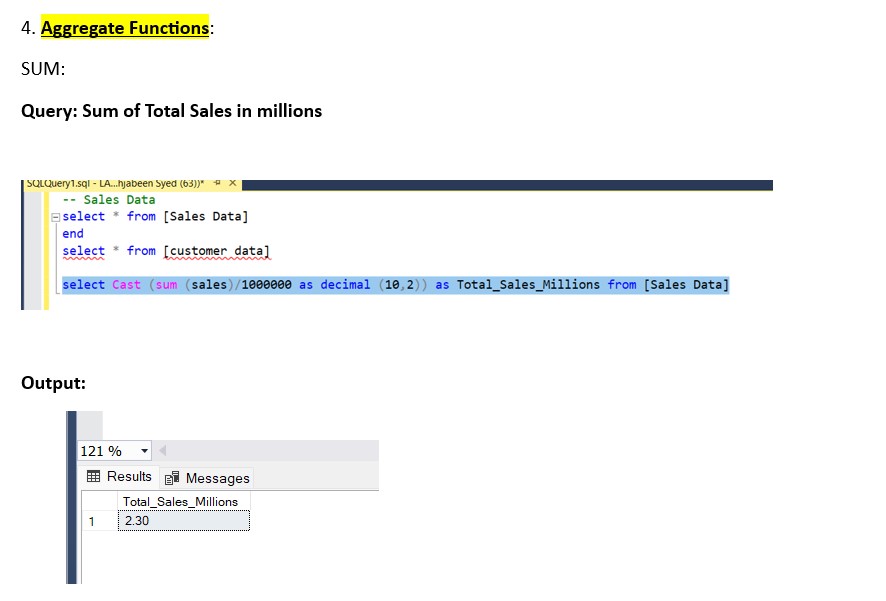 4. Aggregate Functions:
SUM:
Query: Sum of Total Sales in millions
SQLQuery1.sql - LA...hjabeen Syed (63))*
-- Sales Data
select * from [Sales Data]
end
select * from [customer data]
select Cast (sum (sales)/1000000 as decimal (10,2)) as Total_Sales_Millions from [Sales Data]
Output:
121 %
Results Messages
Total_Sales_Millions
1 2.30